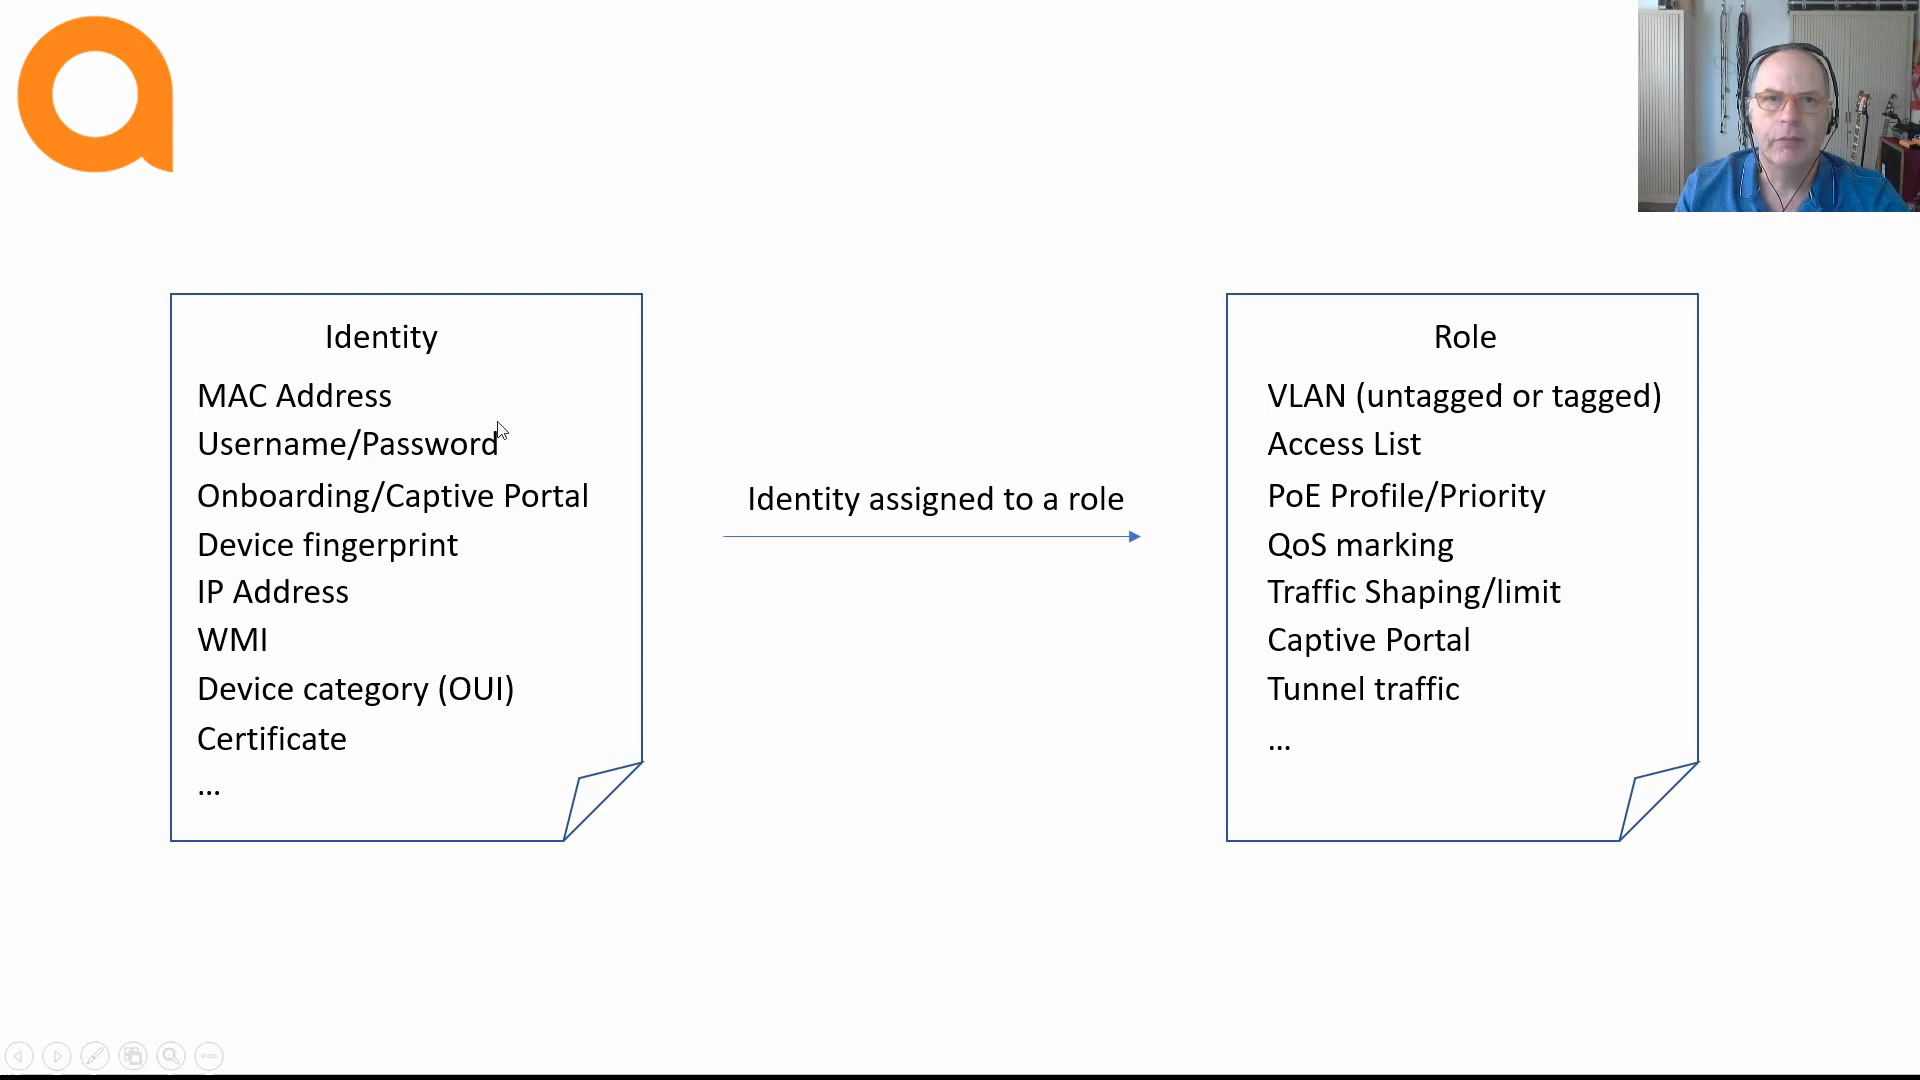 Identity
MAC Address
Username/Password
Onboarding/Captive Portal
Device fingerprint
IP Address
WMI
Device category (OUI)
Certificate
...
Identity assigned to a role
Role
VLAN (untagged or tagged)
Access List
PoE Profile/Priority
QoS marking
Traffic Shaping/limit
Captive Portal
Tunnel traffic
...